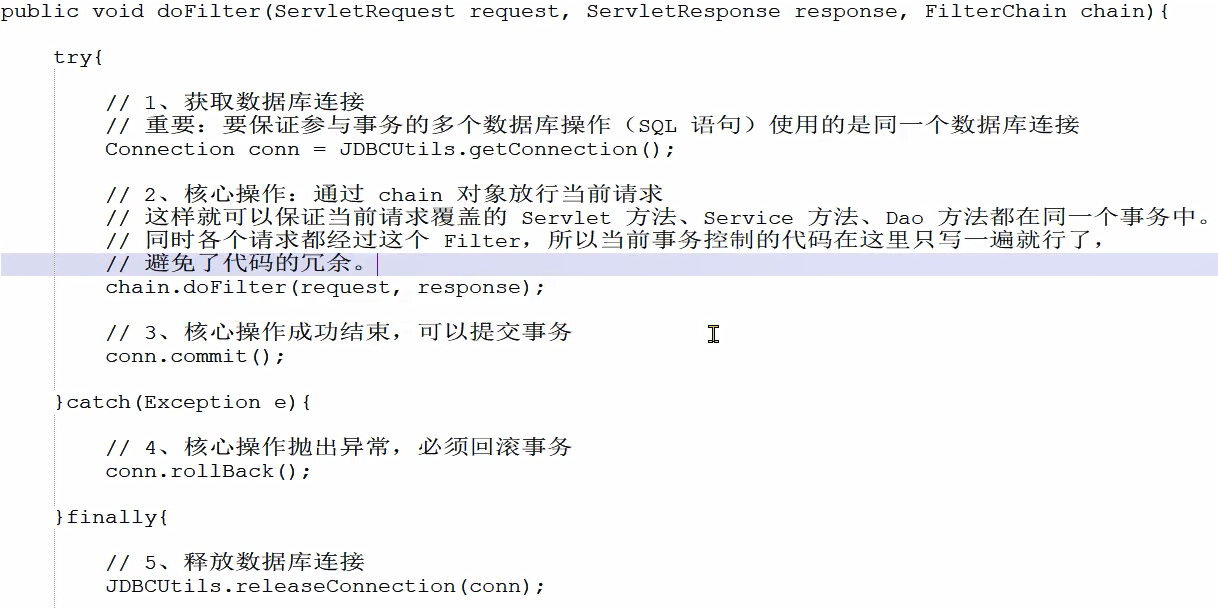 public void doFilter(ServletRequest request, ServletResponse response, FilterChain chain){
try{
// 1、获取数据库连接
// 重要：要保证参与事务的多个数据库操作（SQL 语句）使用的是同一个数据库连接
Connection conn = JDBCUtils.getConnection();
// 2、核心操作：通过 chain 对象放行当前请求
// 这样就可以保证当前请求覆盖的 Servlet 方法、Service 方法、Dao 方法都在同一个事务中。
// 同时各个请求都经过这个 Filter，所以当前事务控制的代码在这里只写一遍就行了，
// 避免了代码的冗余。
chain.doFilter(request, response);
// 3、核心操作成功结束，可以提交事务
conn.commit();
}catch(Exception e){
// 4、核心操作抛出异常，必须回滚事务
conn.rollBack();
}finally{
// 5、释放数据库连接
JDBCUtils.releaseConnection(conn);